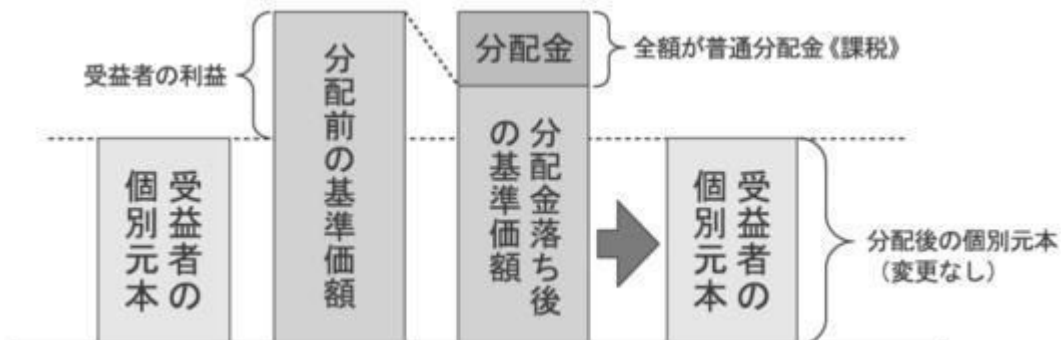 受益者の利益
受益者の
個別元本
分配前の基準価額
分配金
全額が普通分配金《課税》
分配金落ち後
の基準価額
受益者の
個別元本
分配後の個別元本
（変更なし）